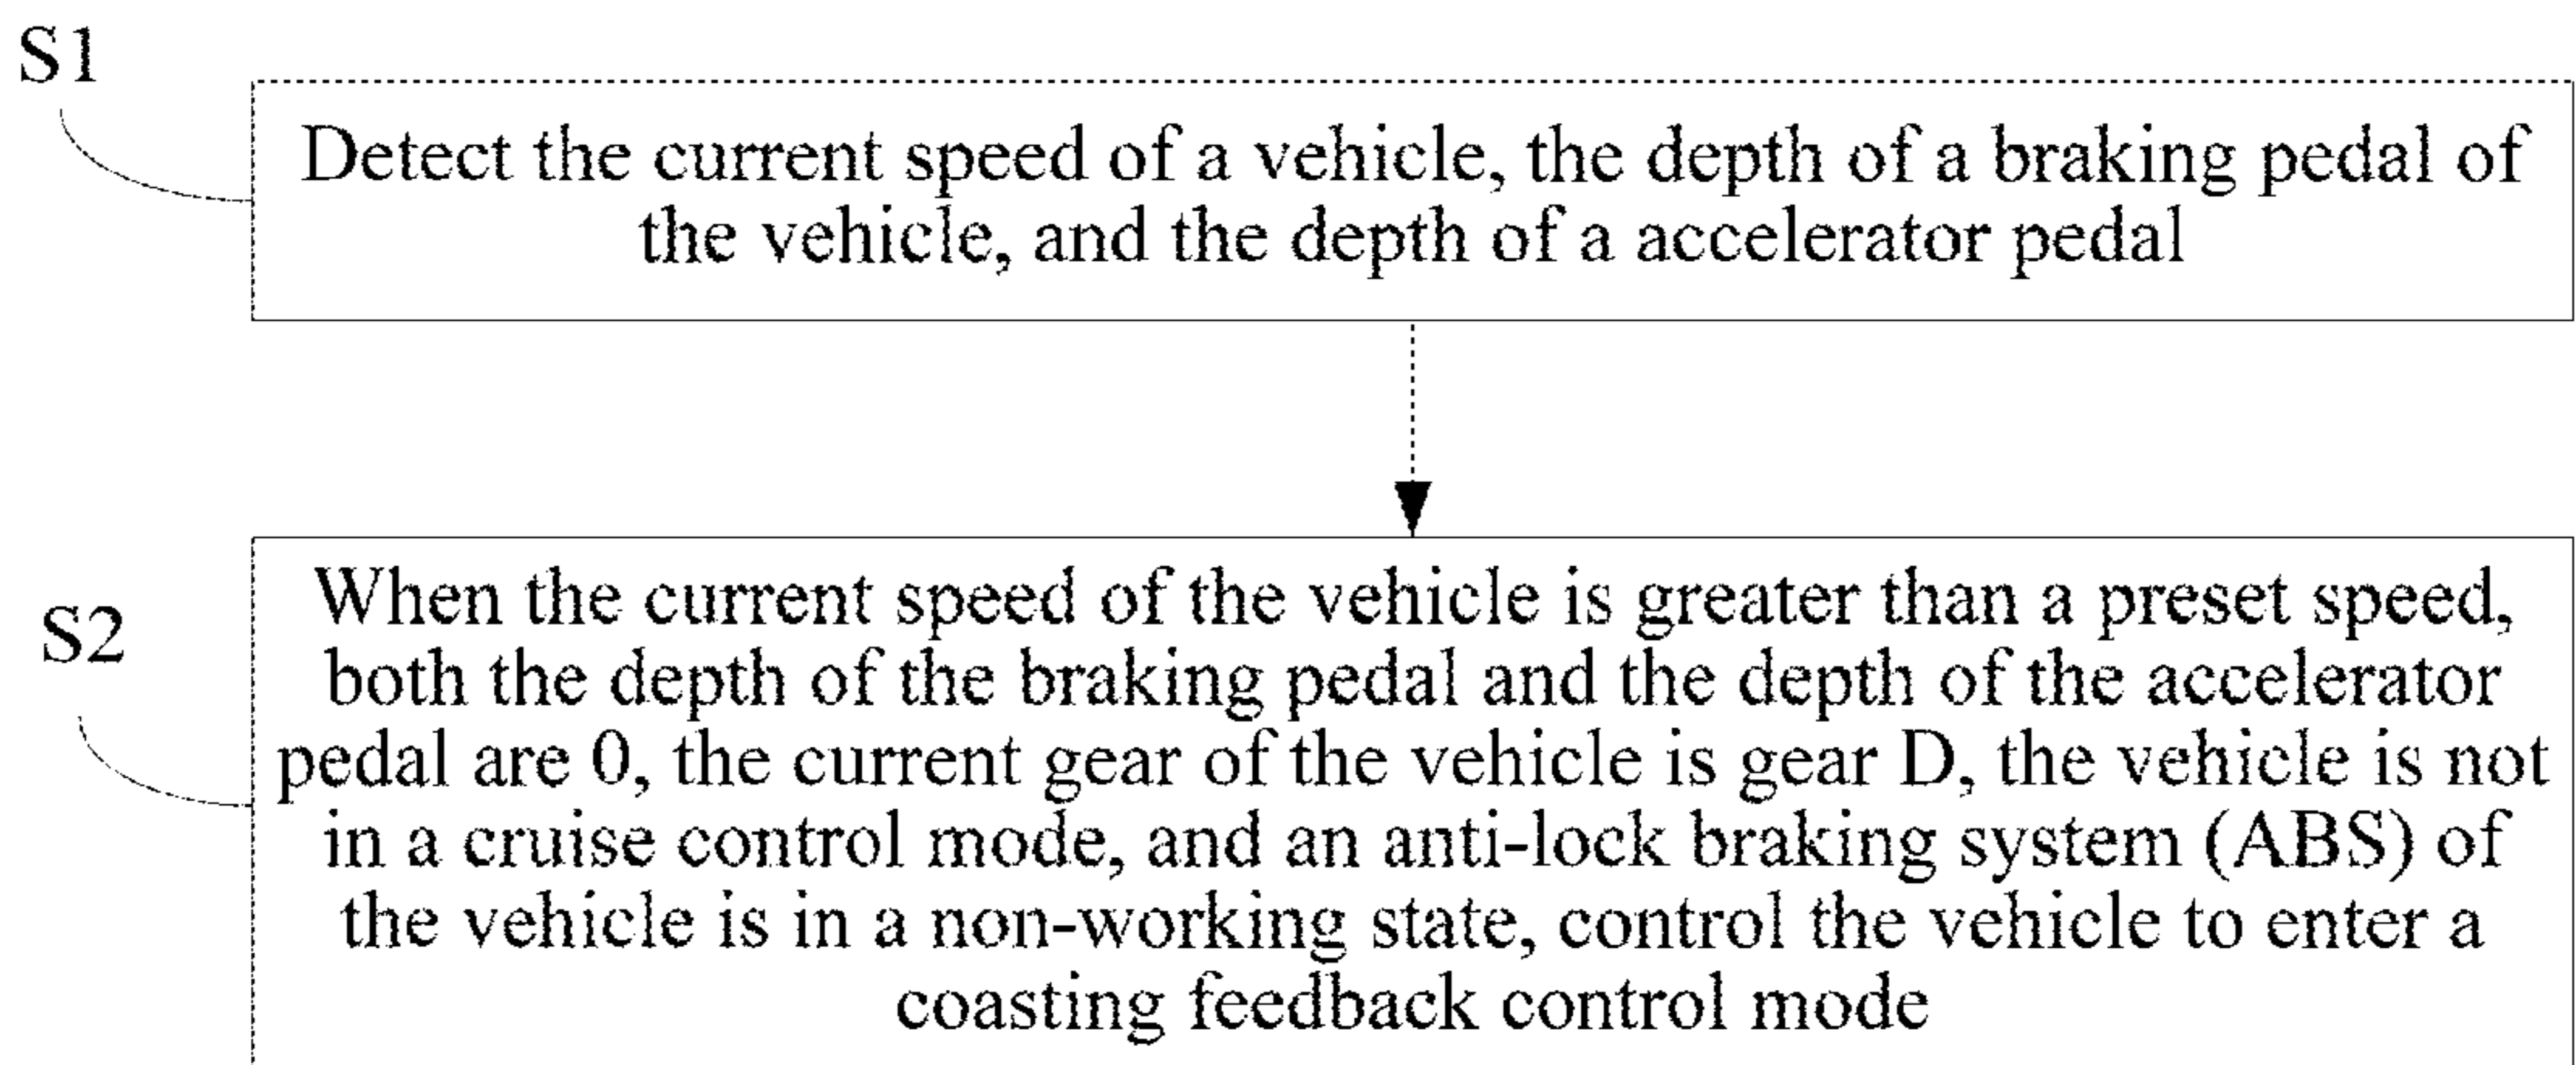 S1
Detect the current speed of a vehicle, the depth of a braking pedal of
the vehicle, and the depth of a accelerator pedal
S2
When the current speed of the vehicle is greater than a preset speed,
both the depth of the braking pedal and the depth of the accelerator
pedal are 0, the current gear of the vehicle is gear D, the vehicle is not
in a cruise control mode, and an anti-lock braking system (ABS) of
the vehicle is in a non-working state, control the vehicle to enter a
coasting feedback control mode